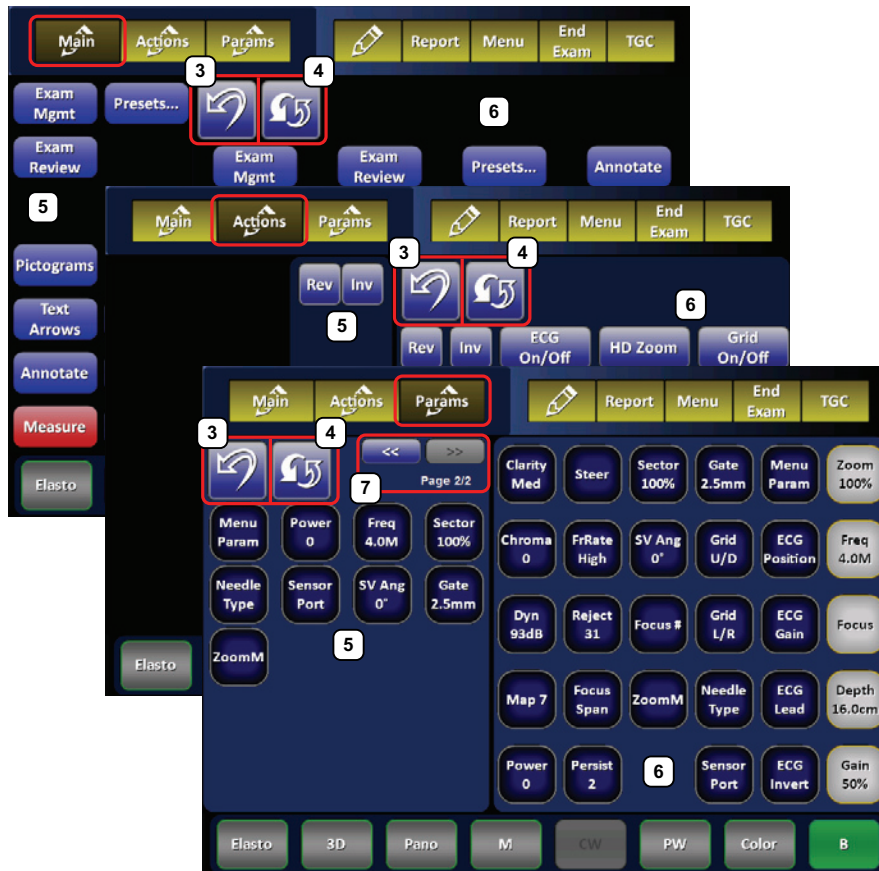 Main Actions Params Report Menu End Exam TGC
3 4
Exam Mgmt Presets...
6
Exam Review
Exam Mgmt Exam Review Presets... Annotate
5
Main Actions Params Report Menu End Exam TGC
3 4
Pictograms
Rev Inv
6
5
Text Arrows
Rev Inv ECG On/Off HD Zoom Grid On/Off
Annotate
Measure
Elasto
Elasto
Main Actions Params Report Menu End Exam TGC
3 4
<< >>
7 Page 2/2
Menu Param Power 0 Freq 4.0M Sector 100%
Needle Type Sensor Port SV Ang 0° Gate 2.5mm
5
ZoomM
Clarity Med Steer Sector 100% Gate 2.5mm Menu Param Zoom 100%
Chroma 0 FrRate High SV Ang 0° Grid U/D ECG Position Freq 4.0M
Dyn 93dB Reject 31 Focus # Grid L/R ECG Gain Focus
Map 7 Focus Span ZoomM Needle Type ECG Lead Depth 16.0cm
Power 0 Persist 2 6 Sensor Port ECG Invert Gain 50%
Elasto 3D Pano M CW PW Color B